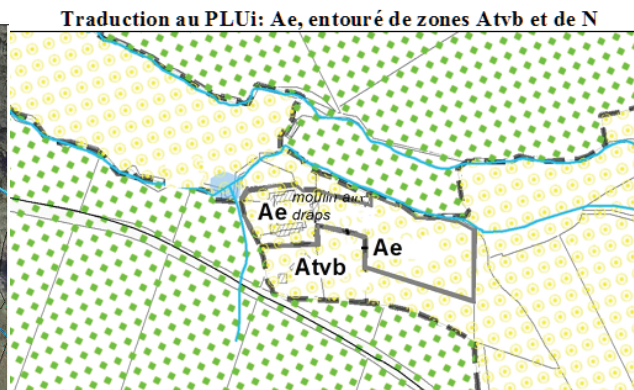 Traduction au PLUi: Ae, entouré de zones Atvb et de N
moulin aux
Ae draps
Ae
Atvb